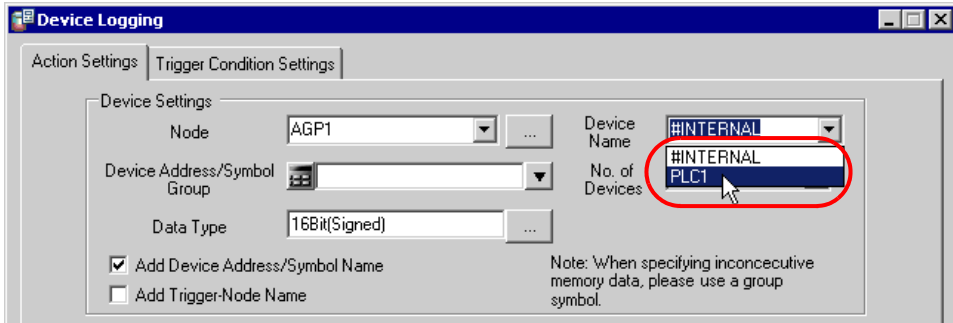 Device Logging
Action Settings
Trigger Condition Settings
Device Settings
Node
AGP1
...
Device
Name
#INTERNAL
#INTERNAL
PLC1
Device Address/Symbol
Group
No. of
Devices
Data Type
16Bit(Signed)
...
Add Device Address/Symbol Name
Add Trigger-Node Name
Note: When specifying inconcecutive
memory data, please use a group
symbol.